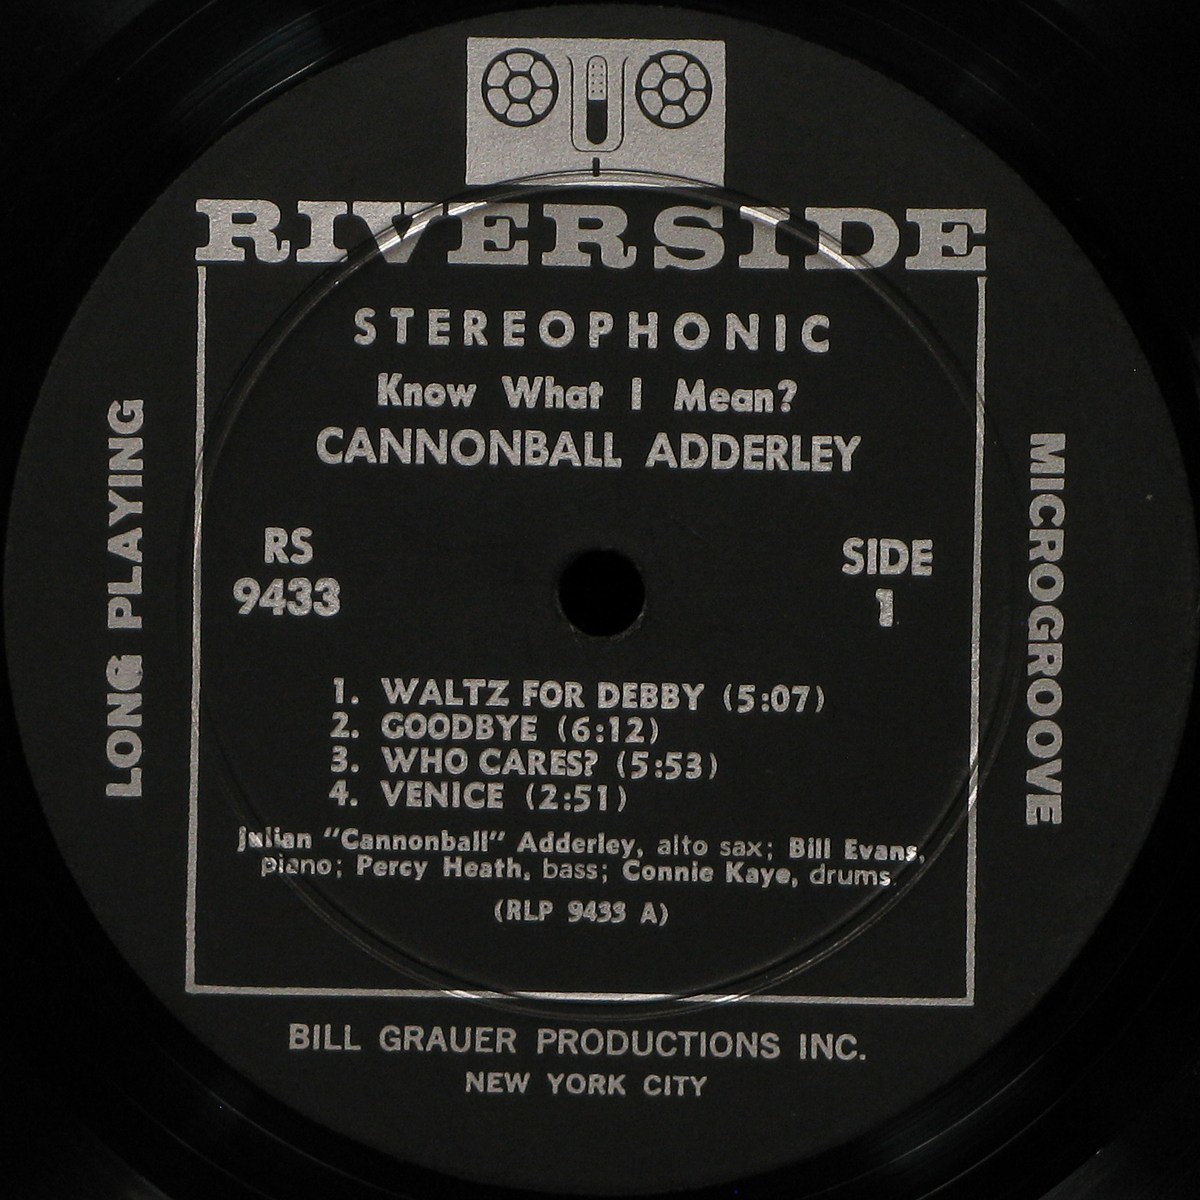 RIVERSIDE
STEREOPHONIC
Know What I Mean?
CANNONBALL ADDERLEY
LONG PLAYING
MICROGROOVE
RS
9433
SIDE
1
1. WALTZ FOR DEBBY (5:07)
2. GOODBYE (6:12)
3. WHO CARES? (5:53)
4. VENICE (2:51)
Julian "Cannonball" Adderley, alto sax; Bill Evans,
piano; Percy Heath, bass; Connie Kaye, drums.
(RLP 9433 A)
BILL GRAUER PRODUCTIONS INC.
NEW YORK CITY